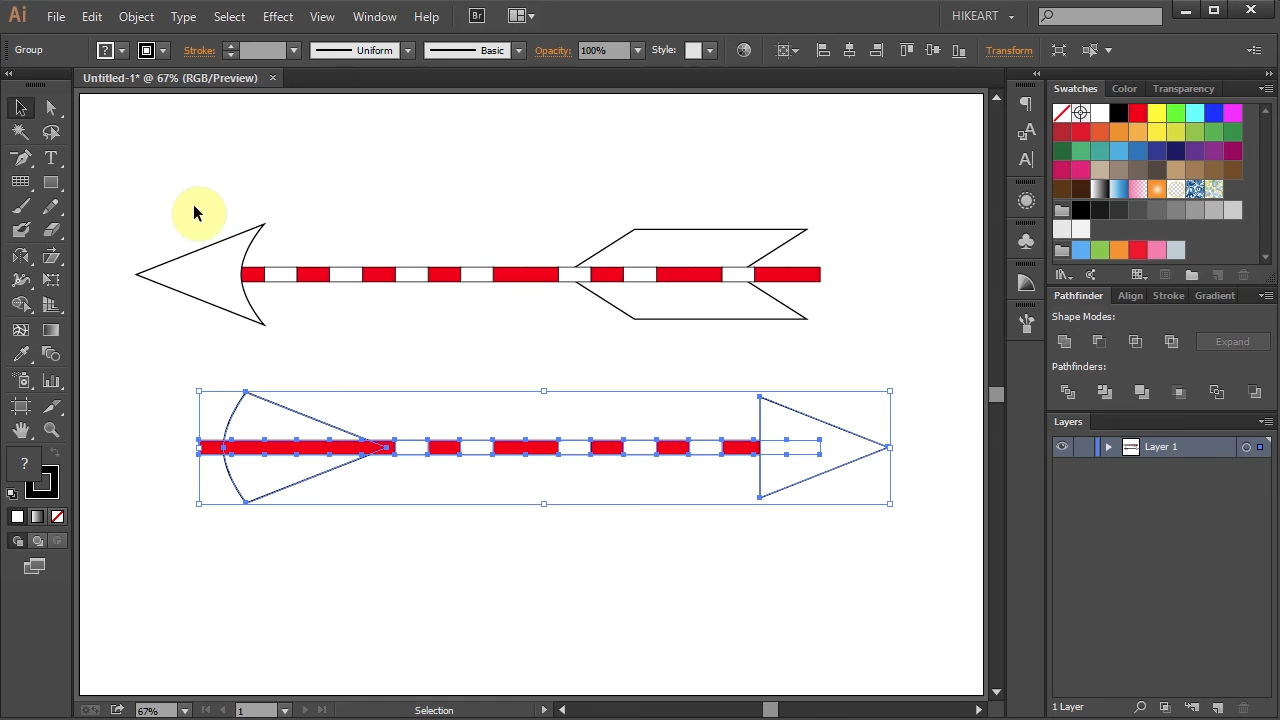 Ai File Edit Object Type Select Effect View Window Help Br HIKEART
Group ? Stroke: Uniform Basic Opacity: 100% Style: Transform
Untitled-1* @ 67% (RGB/Preview) ×
Swatches Color Transparency
Pathfinder Align Stroke Gradient
Shape Modes:
Expand
Pathfinders:
Layers
Layer 1
?
67% 1 Selection 1 Layer